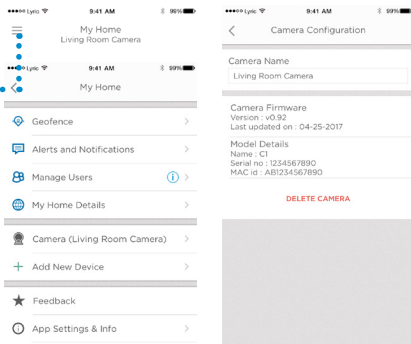 Lyric 9:41 AM 99%
My Home
Living Room Camera
Lyric 9:41 AM 99%
My Home
Geofence
Alerts and Notifications
Manage Users
My Home Details
Camera (Living Room Camera)
Add New Device
Feedback
App Settings & Info
Lyric 9:41 AM 99%
Camera Configuration
Camera Name
Living Room Camera
Camera Firmware
Version : v0.92
Last updated on : 04-25-2017
Model Details
Name : C1
Serial no : 1234567890
MAC id : AB1234567890
DELETE CAMERA